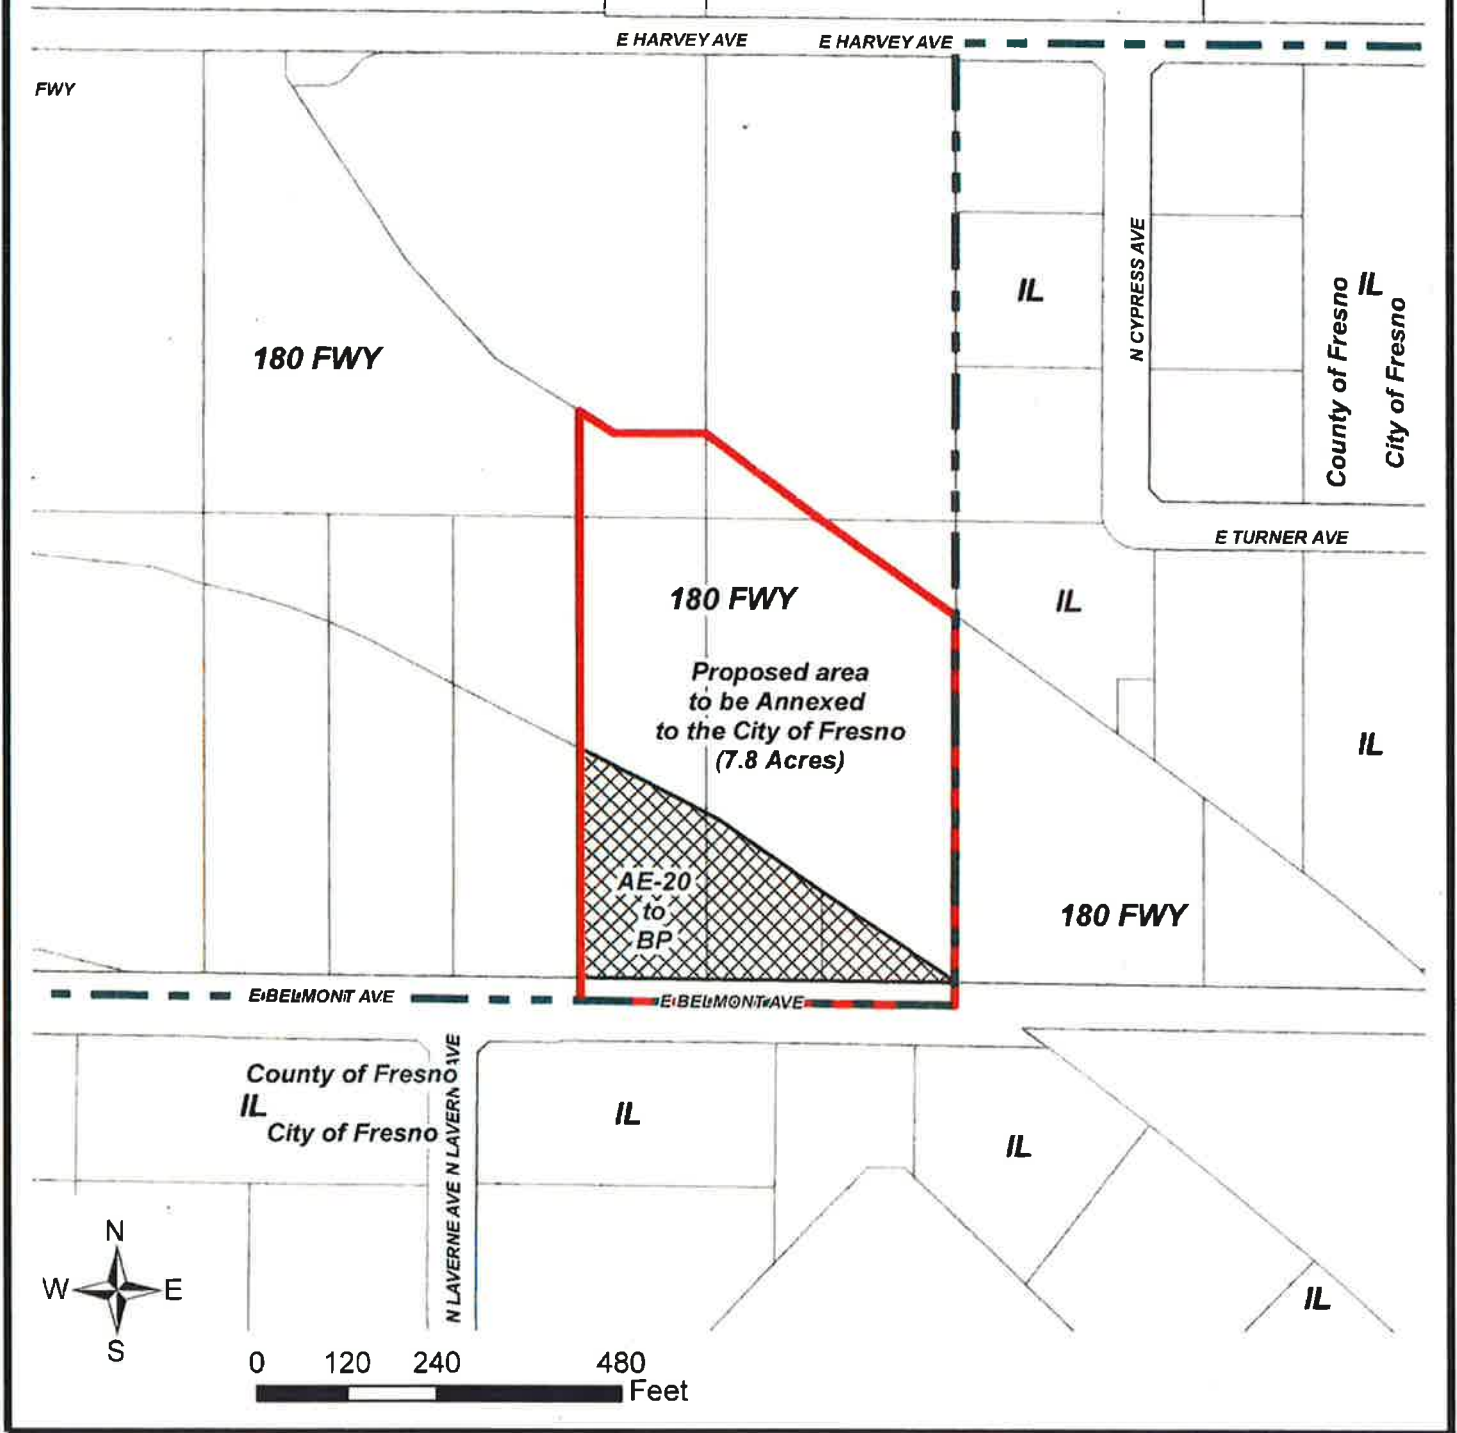 E HARVEY AVE
E HARVEY AVE
FWY
N CYPRESS AVE
IL
IL
County of Fresno
City of Fresno
180 FWY
E TURNER AVE
180 FWY
IL
Proposed area
to be Annexed
to the City of Fresno
(7.8 Acres)
IL
AE-20
to
BP
180 FWY
E BELMONT AVE
E BELMONT AVE
County of Fresno
IL
City of Fresno
N LAVERNE AVE
N LAVERNE AVE
IL
IL
IL
N
W
E
S
0 120 240 480
Feet